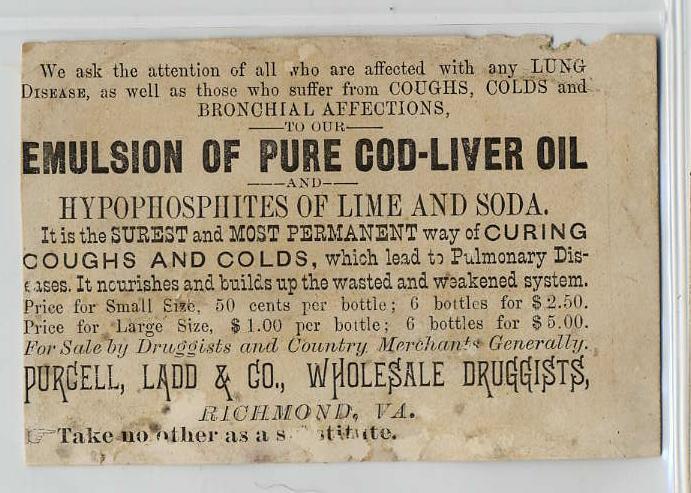 We ask the attention of all who are affected with any LUNG
DISEASE, as well as those who suffer from COUGHS, COLDS and
BRONCHIAL AFFECTIONS,
TO OUR
EMULSION OF PURE COD-LIVER OIL
AND
HYPOPHOSPHITES OF LIME AND SODA.
It is the SUREST and MOST PERMANENT way of CURING
COUGHS AND COLDS, which lead to Pulmonary Dis-
eases. It nourishes and builds up the wasted and weakened system.
Price for Small Size, 50 cents per bottle; 6 bottles for $2.50.
Price for Large Size, $1.00 per bottle; 6 bottles for $5.00.
For Sale by Druggists and Country Merchants Generally.
PURCELL, LADD & CO., WHOLESALE DRUGGISTS,
RICHMOND, VA.
☞ Take no other as a